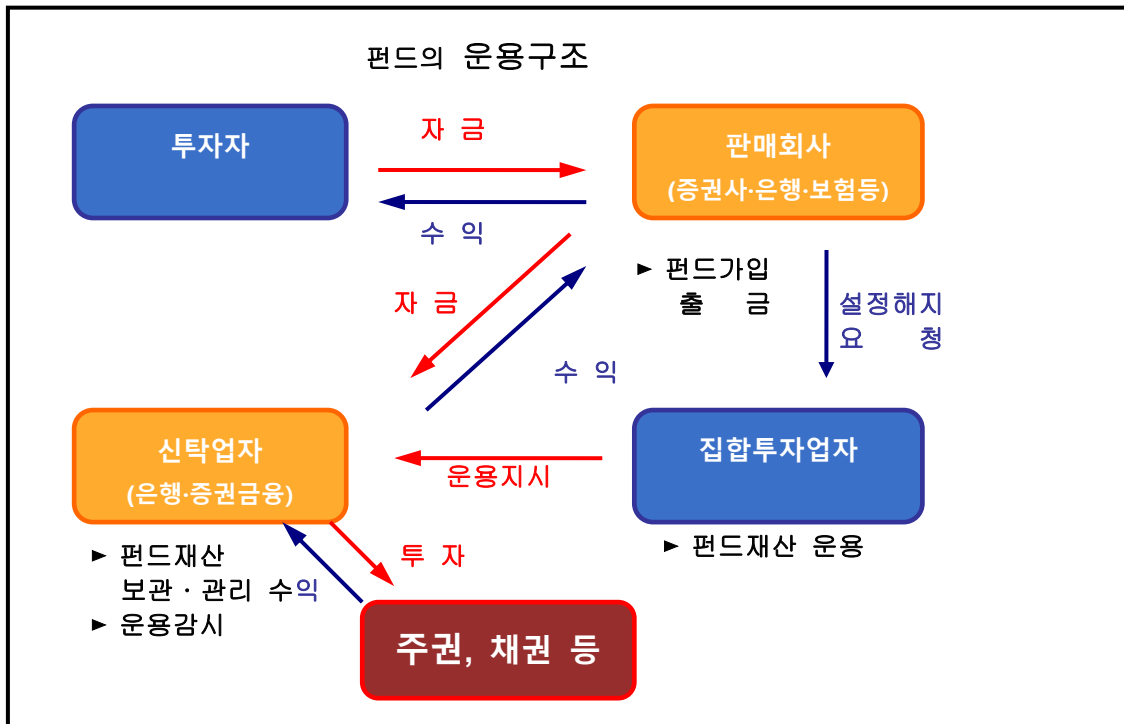 펀드의 운용구조
투자자
자 금
판매회사
(증권사·은행·보험등)
수 익
► 펀드가입
출 금
자 금
설정해지
요 청
수 익
신탁업자
(은행·증권금융)
운용지시
집합투자업자
► 펀드재산
보관 · 관리 수익
► 운용감시
투 자
► 펀드재산 운용
주권, 채권 등